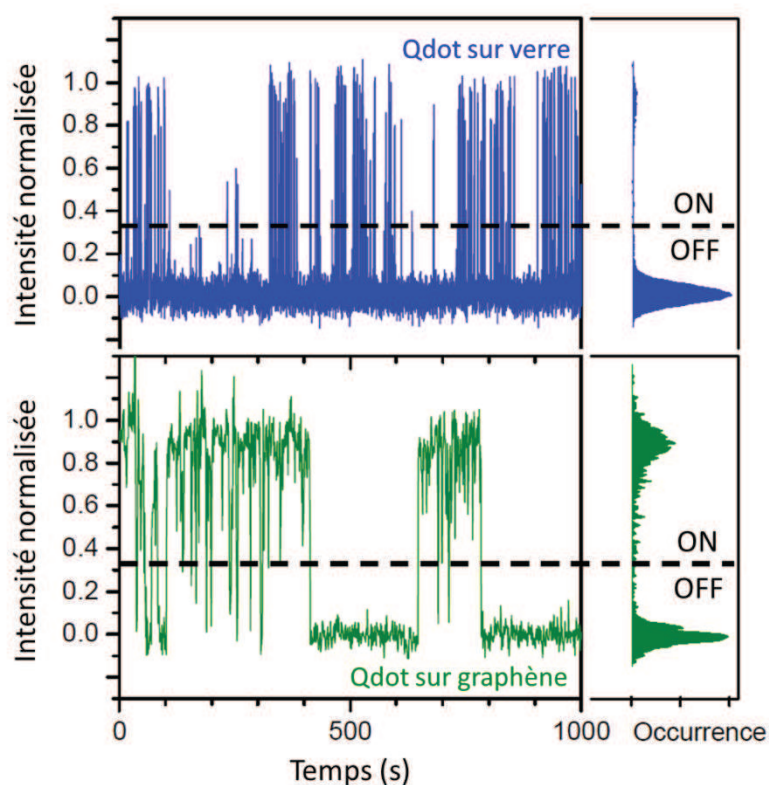 Qdot sur verre
Intensité normalisée
1.0
0.8
0.6
0.4
0.2
0.0
ON
OFF
Intensité normalisée
1.0
0.8
0.6
0.4
0.2
0.0
ON
OFF
Qdot sur graphène
0
500
1000
Occurrence
Temps (s)